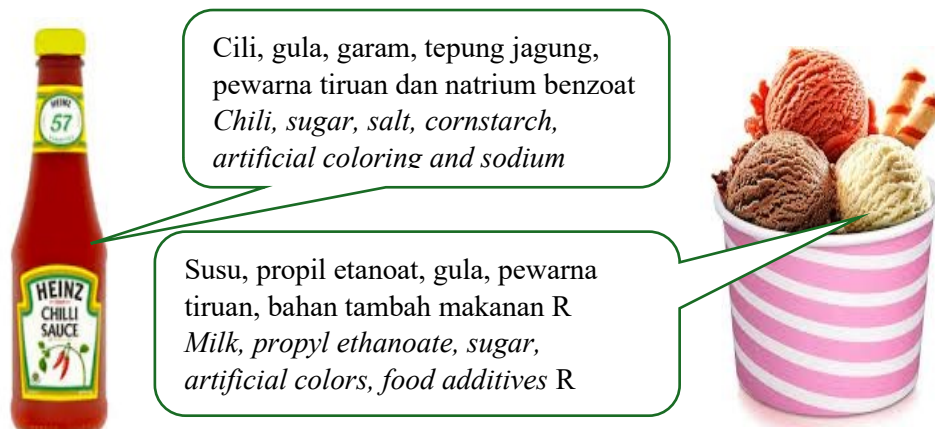 Cili, gula, garam, tepung jagung,
pewarna tiruan dan natrium benzoat
Chili, sugar, salt, cornstarch,
artificial coloring and sodium
HEINZ
57
HEINZ
CHILLI
SAUCE
Susu, propil etanoat, gula, pewarna
tiruan, bahan tambah makanan R
Milk, propyl ethanoate, sugar,
artificial colors, food additives R